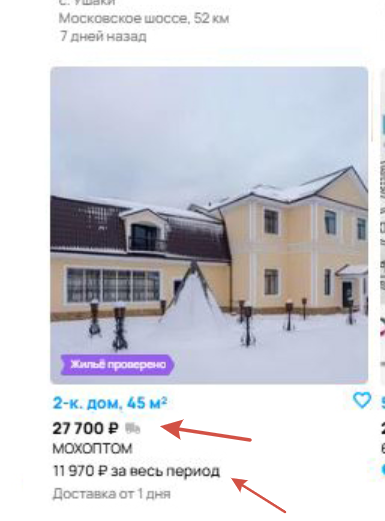 с. Ушаки
Московское шоссе, 52 км
7 дней назад
Жильё проверено
2-к. дом, 45 м²
27 700 ₽
МОХОПТОМ
11 970 ₽ за весь период
Доставка от 1 дня